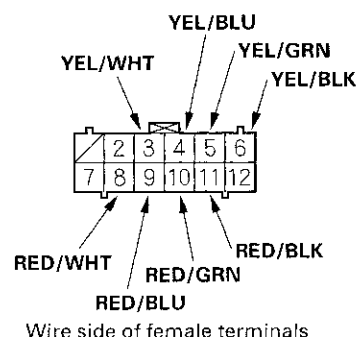 YEL/BLU
YEL/WHT YEL/GRN
YEL/BLK
2 3 4 5 6
7 8 9 10 11 12
RED/WHT RED/BLK
RED/GRN
RED/BLU
Wire side of female terminals